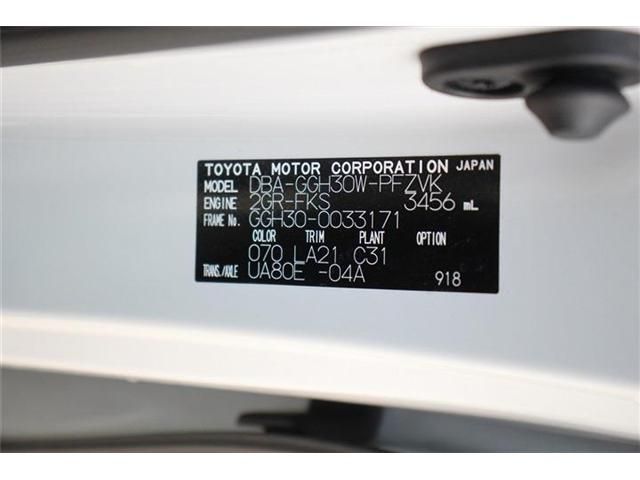 TOYOTA MOTOR CORPORATION JAPAN
MODEL DBA-GGH30W-PFZVK
ENGINE 2GR-FKS 3456 mL
FRAME No. GGH30-0033171
COLOR TRIM PLANT OPTION
070 LA21 C31
TRANS./AXLE UA80E -04A 918